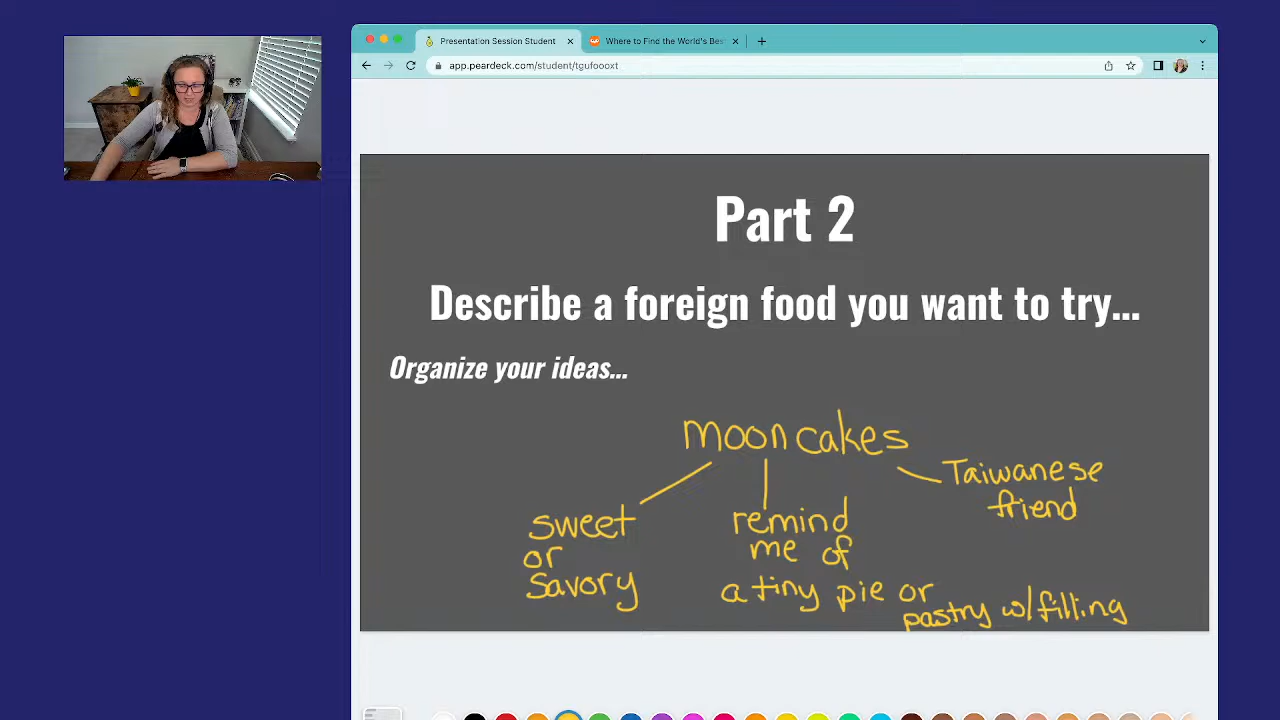 Presentation Session Student
Where to Find the World's Bes
app.peardeck.com/student/tgufoooxt
Part 2
Describe a foreign food you want to try...
Organize your ideas...
Mooncakes
sweet
or
Savory
remind
me of
a tiny pie or
pastry w/filling
Taiwanese
friend